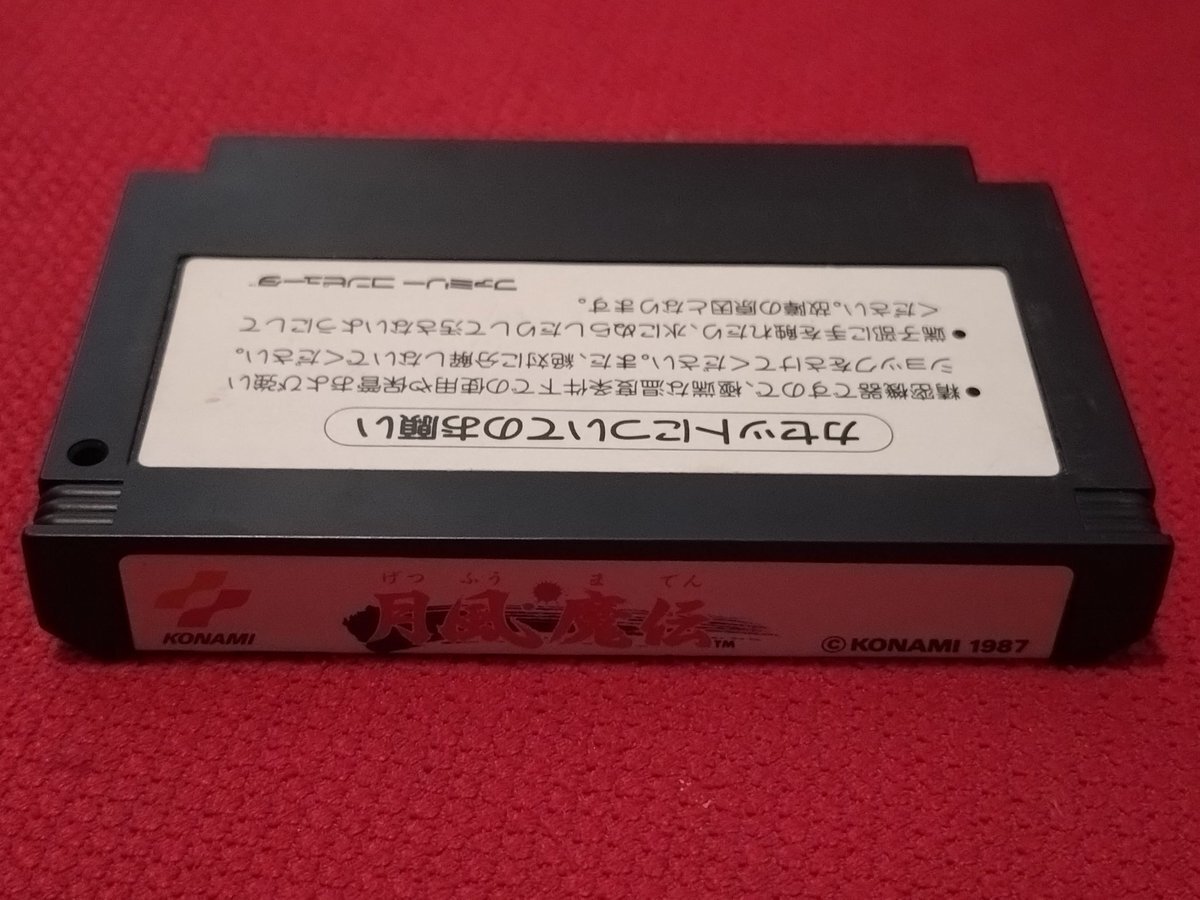 カセットについてのお願い
●精密機器ですので、極端な温度条件下での使用や保管および強い
ショックをさけてください。また、絶対に分解しないでください。
●端子部に手を触れたり、水にぬらしたりして汚さないようにして
ください。故障の原因となります。
ファミリー コンピュータ™
げつ ふう ま でん
月風魔伝™
KONAMI
©KONAMI 1987